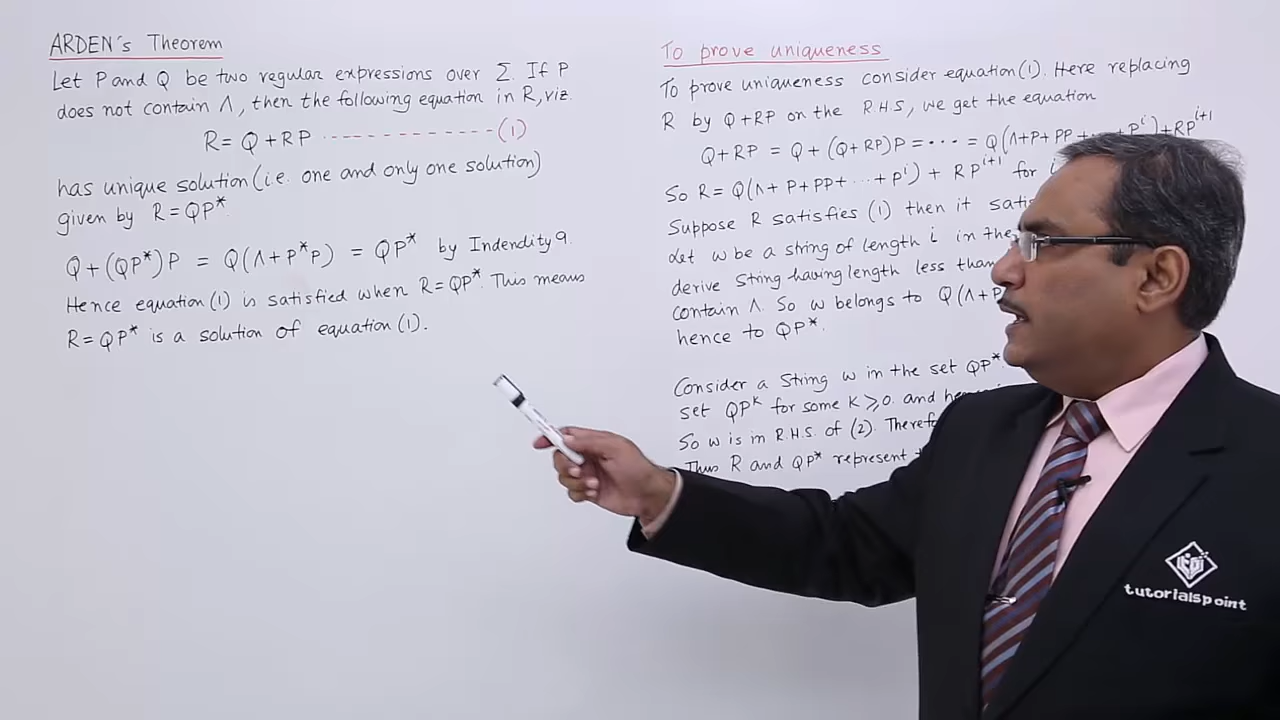 ARDEN's Theorem
Let P and Q be two regular expressions over Σ. If P
does not contain Λ, then the following equation in R, viz.
R = Q + RP ------------- (1)
has unique solution (i.e. one and only one solution)
given by R = QP*.
Q + (QP*)P = Q(Λ + P*P) = QP* by Indendity 9.
Hence equation (1) is satisfied when R = QP*. This means
R = QP* is a solution of equation (1).
To prove uniqueness
To prove uniqueness consider equation (1). Here replacing
R by Q+RP on the R.H.S, we get the equation
Q+RP = Q + (Q+RP)P = ···· = Q(Λ+P+PP+ ··· +Pⁱ)+RPⁱ⁺¹
So R = Q(Λ + P + PP + ··· + Pⁱ) + RPⁱ⁺¹ for
Suppose R satisfies (1) then it
Let w be a string of length i in the
derive string having length less than
contain Λ. So w belongs to Q(Λ+P
hence to QP*.
Consider a String w in the set QP*.
set QPᵏ for some K ⩾ 0. and
So w is in R.H.S. of (2).
Thus R and QP* represent
tutorialspoint